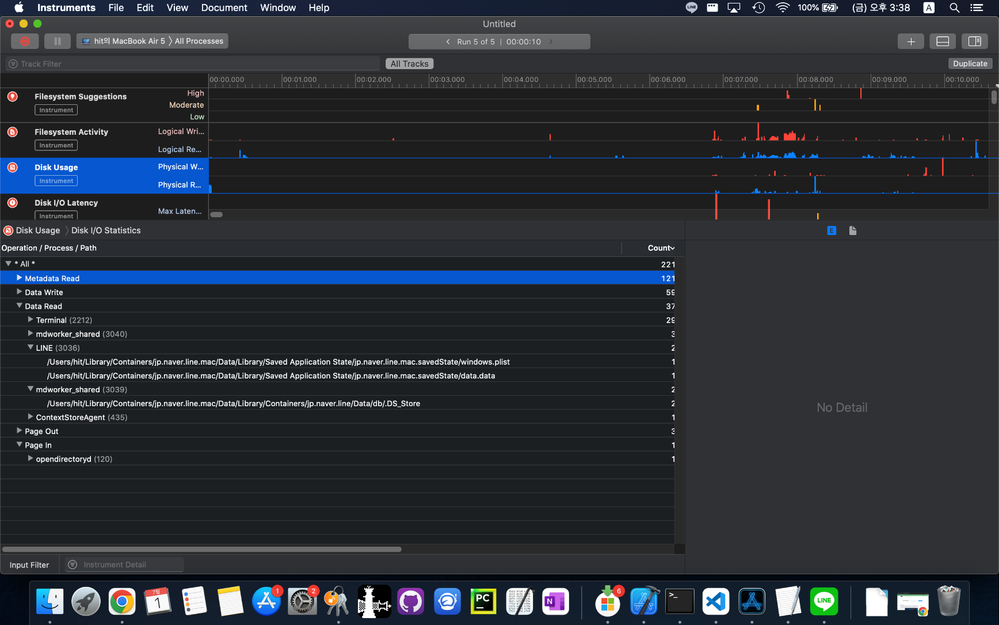 Instruments File Edit View Document Window Help LINE 100% (금) 오후 3:38 A
Untitled
hit의 MacBook Air 5 〉All Processes
Run 5 of 5 | 00:00:10
Track Filter
All Tracks
Duplicate
00:00.000 00:01.000 00:02.000 00:03.000 00:04.000 00:05.000 00:06.000 00:07.000 00:08.000 00:09.000 00:10.000
Filesystem Suggestions
Instrument
High
Moderate
Low
Filesystem Activity
Instrument
Logical Wri...
Logical Re...
Disk Usage
Instrument
Physical W...
Physical R...
Disk I/O Latency
Instrument
Max Laten...
Disk Usage 〉Disk I/O Statistics
E
Operation / Process / Path Count
* All * 221
Metadata Read 121
Data Write 59
Data Read 37
Terminal (2212) 29
mdworker_shared (3040) 3
LINE (3036) 2
/Users/hit/Library/Containers/jp.naver.line.mac/Data/Library/Saved Application State/jp.naver.line.mac.savedState/windows.plist 1
/Users/hit/Library/Containers/jp.naver.line.mac/Data/Library/Saved Application State/jp.naver.line.mac.savedState/data.data 1
mdworker_shared (3039) 2
/Users/hit/Library/Containers/jp.naver.line.mac/Data/Library/Containers/jp.naver.line/Data/db/.DS_Store 2
ContextStoreAgent (435) 1
Page Out 3
Page In 1
opendirectoryd (120) 1
No Detail
Input Filter
Instrument Detail
7월
1
1
2
PC
N
6
>_
LINE